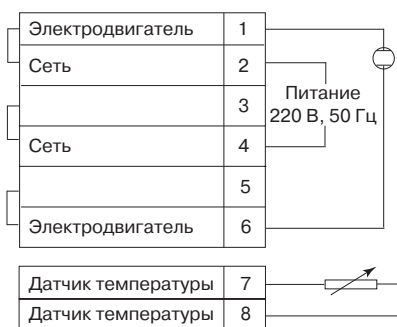 Электродвигатель 1
Сеть 2
3
Питание
220 В, 50 Гц
Сеть 4
5
Электродвигатель 6
Датчик температуры 7
Датчик температуры 8